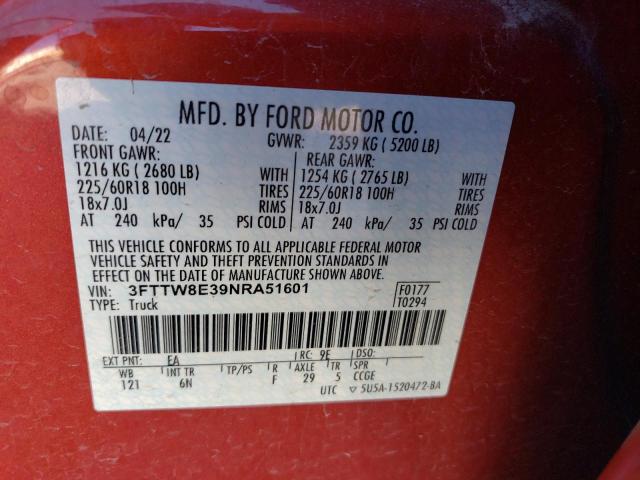 MFD. BY FORD MOTOR CO.
DATE: 04/22 GVWR: 2359 KG ( 5200 LB)
FRONT GAWR: REAR GAWR:
1216 KG ( 2680 LB) WITH 1254 KG ( 2765 LB) WITH
225/60R18 100H TIRES 225/60R18 100H TIRES
18x7.0J RIMS 18x7.0J RIMS
AT 240 kPa/ 35 PSI COLD AT 240 kPa/ 35 PSI COLD
THIS VEHICLE CONFORMS TO ALL APPLICABLE FEDERAL MOTOR
VEHICLE SAFETY AND THEFT PREVENTION STANDARDS IN
EFFECT ON THE DATE OF MANUFACTURE SHOWN ABOVE.
VIN: 3FTTW8E39NRA51601 F0177
TYPE: Truck T0294
EXT PNT: EA RC: 9E DSO:
WB INT TR TP/PS R AXLE TR SPR
121 6N F 29 5 CCGE
UTC ▽ 5U5A-1520472-BA